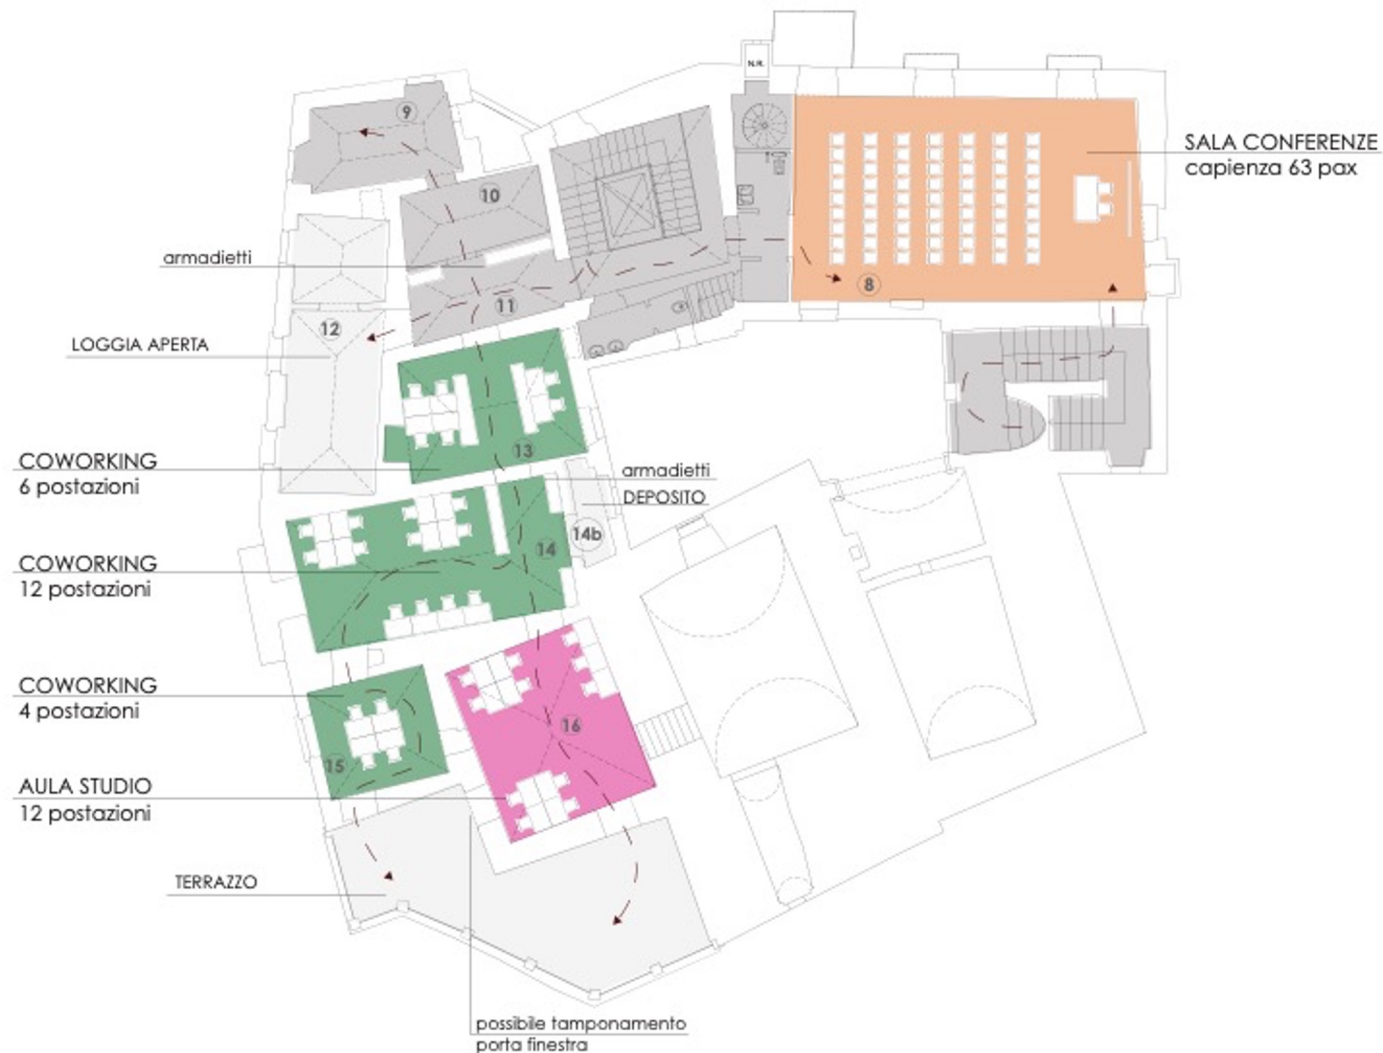 N.R.
9
SALA CONFERENZE
capienza 63 pax
10
armadietti
8
11
12
LOGGIA APERTA
13
COWORKING
6 postazioni
armadietti
DEPOSITO
14b
14
COWORKING
12 postazioni
COWORKING
4 postazioni
16
15
AULA STUDIO
12 postazioni
TERRAZZO
possibile tamponamento
porta finestra